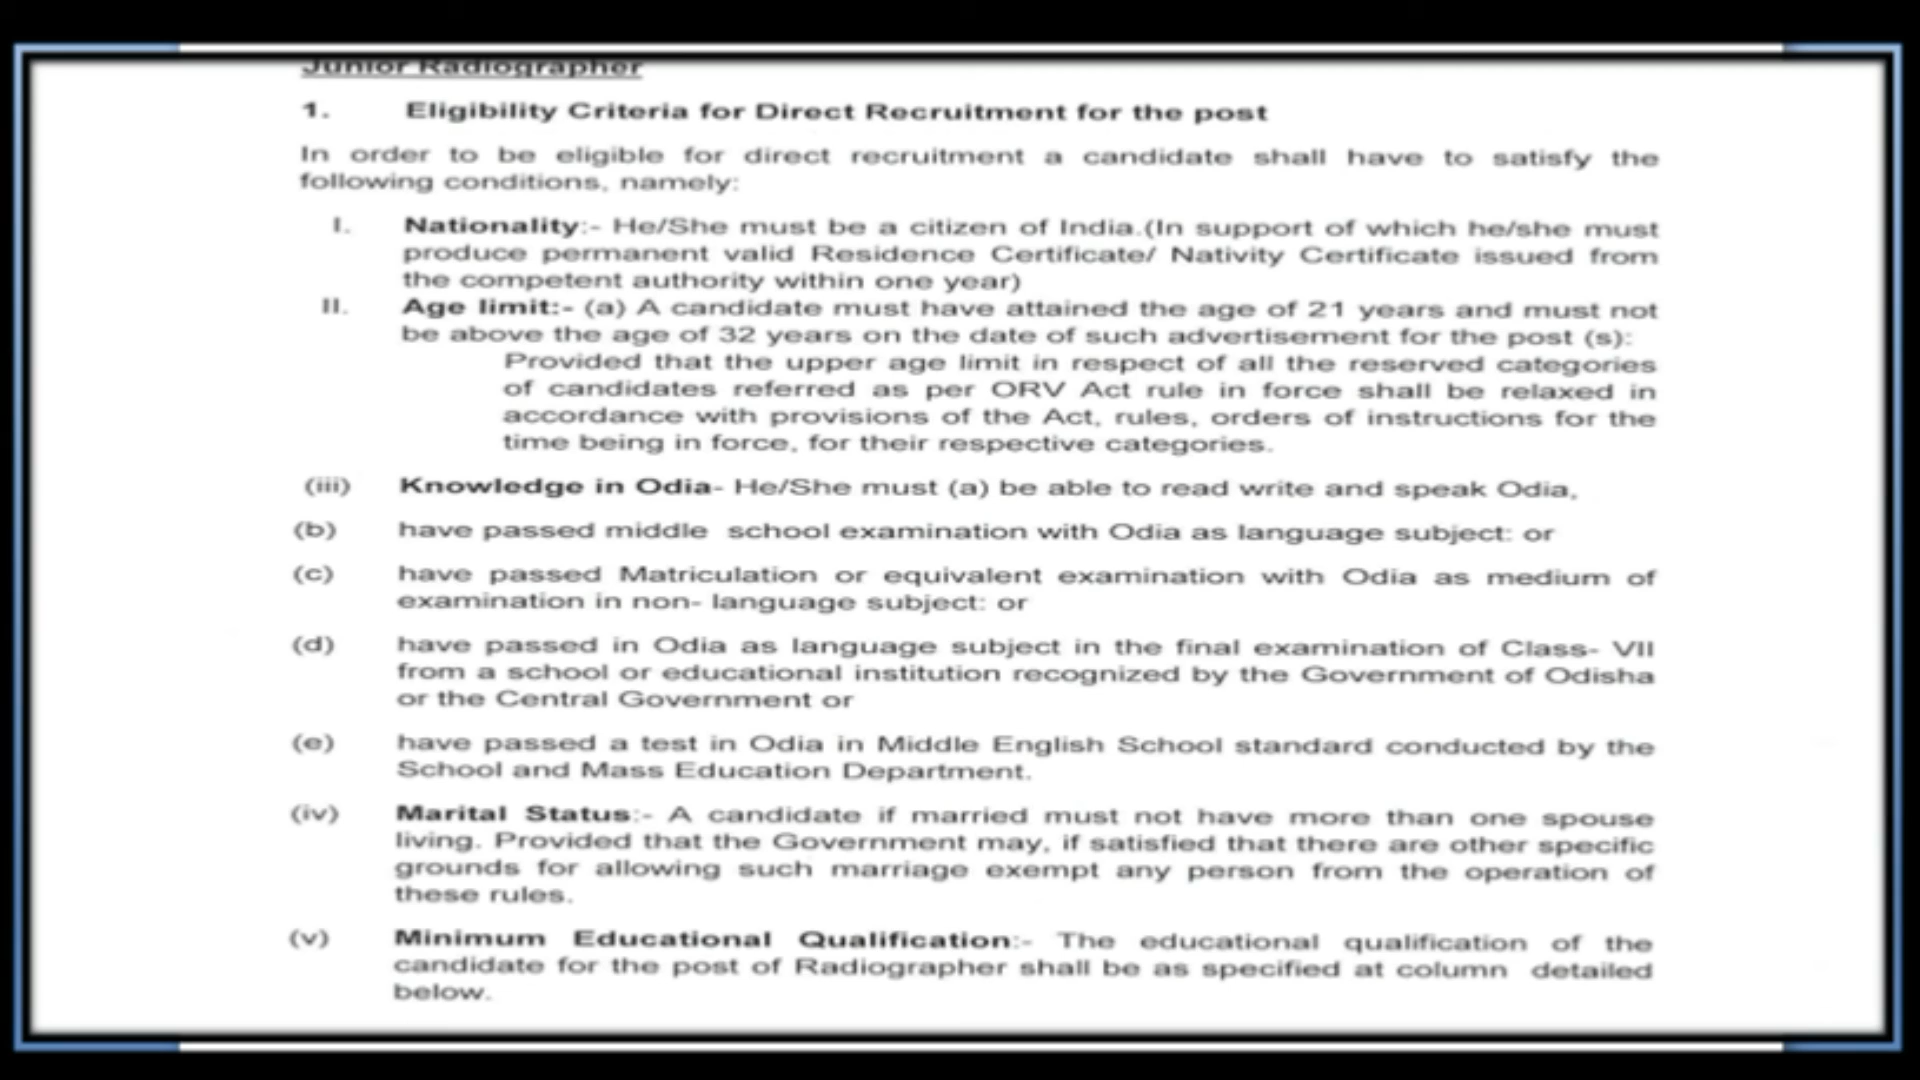 Junior Radiographer
1. Eligibility Criteria for Direct Recruitment for the post
In order to be eligible for direct recruitment a candidate shall have to satisfy the
following conditions, namely:
I. Nationality:- He/She must be a citizen of India.(In support of which he/she must
produce permanent valid Residence Certificate/ Nativity Certificate issued from
the competent authority within one year)
II. Age limit:- (a) A candidate must have attained the age of 21 years and must not
be above the age of 32 years on the date of such advertisement for the post (s):
Provided that the upper age limit in respect of all the reserved categories
of candidates referred as per ORV Act rule in force shall be relaxed in
accordance with provisions of the Act, rules, orders of instructions for the
time being in force, for their respective categories.
(iii) Knowledge in Odia- He/She must (a) be able to read write and speak Odia,
(b) have passed middle school examination with Odia as language subject: or
(c) have passed Matriculation or equivalent examination with Odia as medium of
examination in non- language subject: or
(d) have passed in Odia as language subject in the final examination of Class- VII
from a school or educational institution recognized by the Government of Odisha
or the Central Government or
(e) have passed a test in Odia in Middle English School standard conducted by the
School and Mass Education Department.
(iv) Marital Status:- A candidate if married must not have more than one spouse
living. Provided that the Government may, if satisfied that there are other specific
grounds for allowing such marriage exempt any person from the operation of
these rules.
(v) Minimum Educational Qualification:- The educational qualification of the
candidate for the post of Radiographer shall be as specified at column detailed
below.